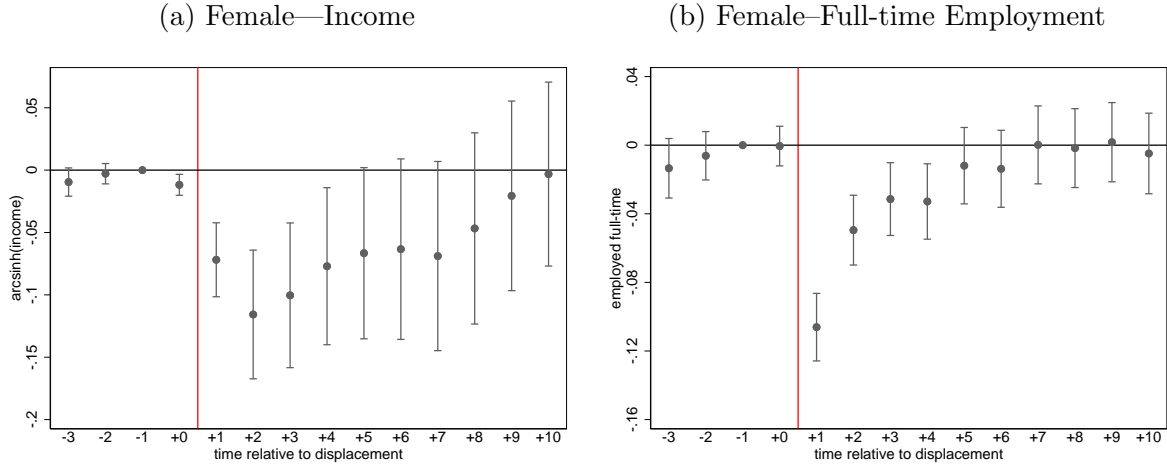 (a) Female—Income
.05
0
-.05
-.1
-.15
-.2
arcsinh(income)
-3 -2 -1 +0 +1 +2 +3 +4 +5 +6 +7 +8 +9 +10
time relative to displacement
(b) Female–Full-time Employment
.04
0
-.04
-.08
-.12
-.16
employed full-time
-3 -2 -1 +0 +1 +2 +3 +4 +5 +6 +7 +8 +9 +10
time relative to displacement